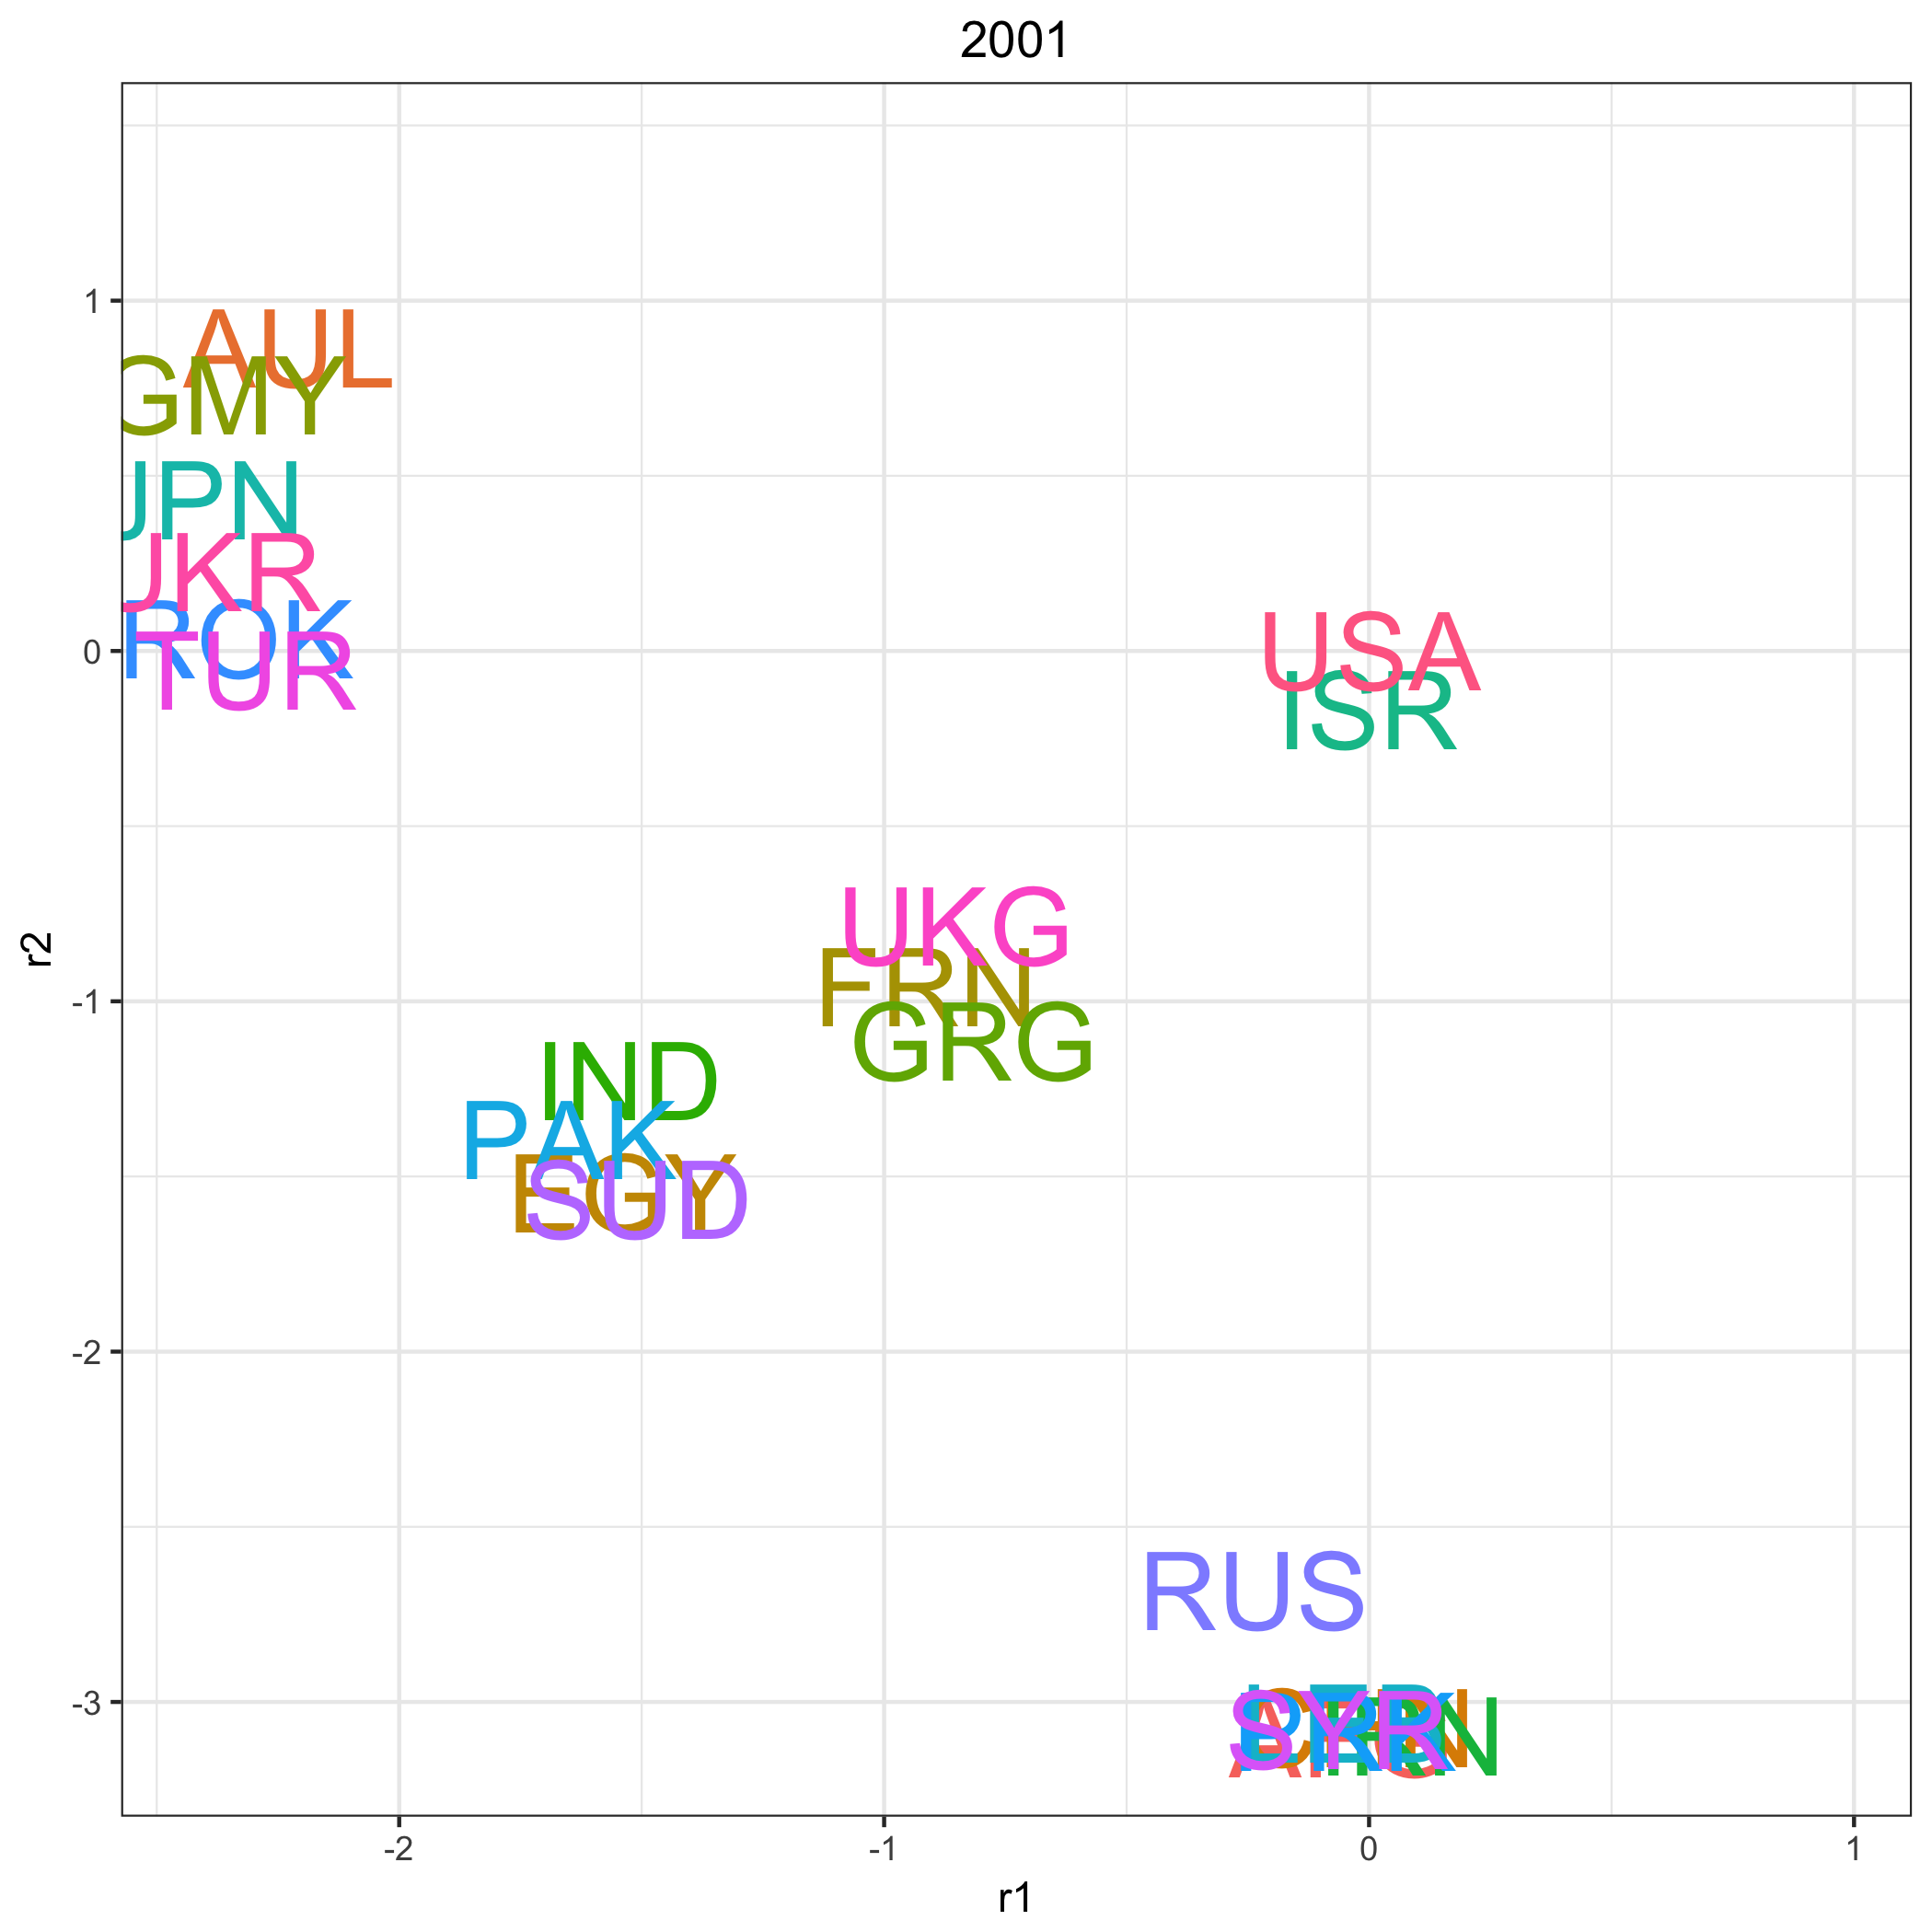 2001
1
AUL
GMY
JPN
UKR
ROK
0
TUR
USA
ISR
r2
UKG
FRN
-1
GRG
IND
PAK
EGY
SUD
-2
RUS
-3
SYR
-2
-1
0
1
r1